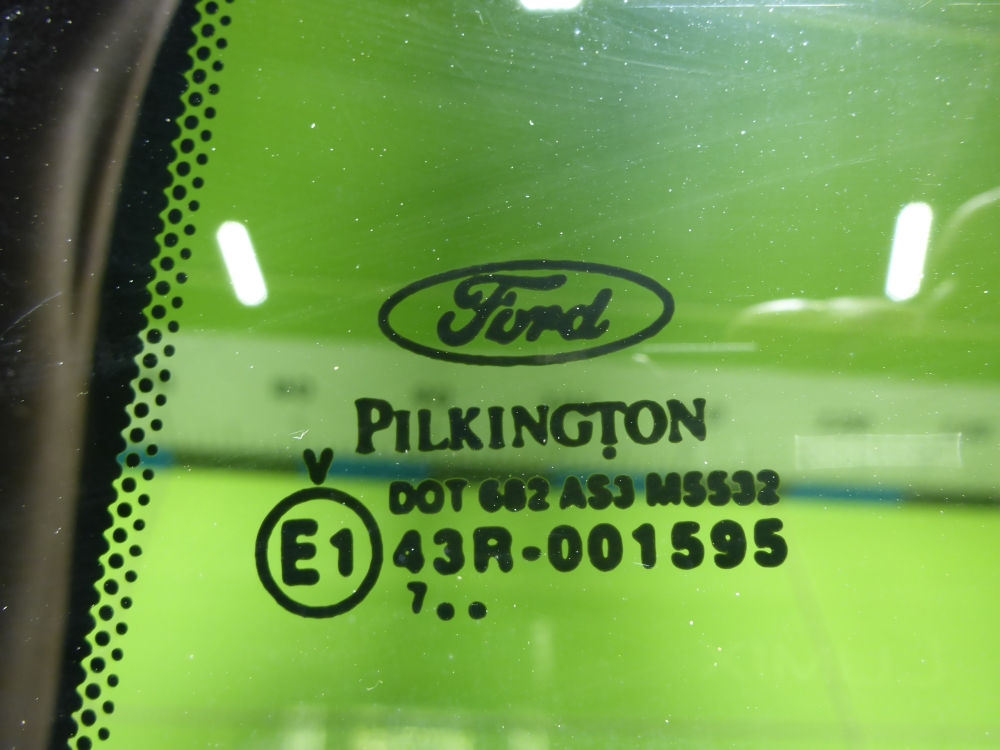 Ford
PILKINGTON
V
DOT 682 AS3 M5532
E1 43R-001595
7..